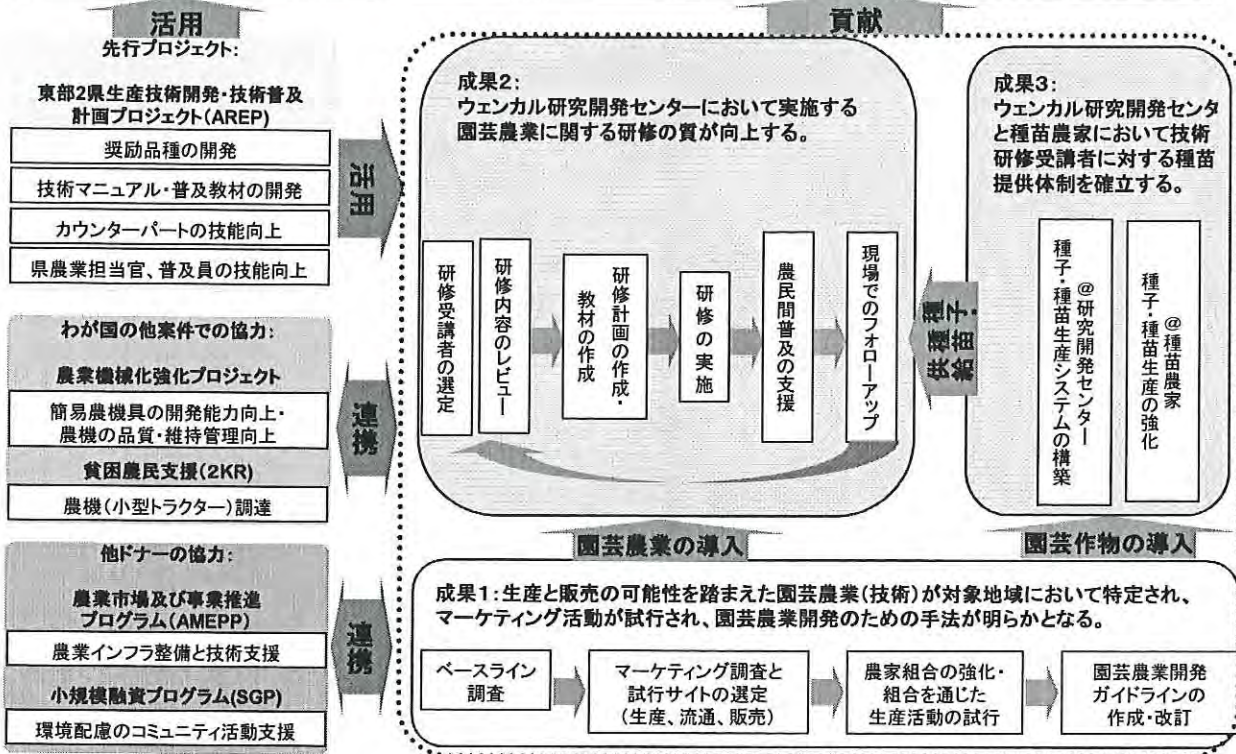 活用
先行プロジェクト:
東部2県生産技術開発・技術普及
計画プロジェクト(AREP)
奨励品種の開発
技術マニュアル・普及教材の開発
カウンターパートの技能向上
県農業担当官、普及員の技能向上
活用
わが国の他案件での協力:
農業機械化強化プロジェクト
簡易農機具の開発能力向上・
農機の品質・維持管理向上
貧困農民支援(2KR)
農機(小型トラクター)調達
連携
他ドナーの協力:
農業市場及び事業推進
プログラム(AMEPP)
農業インフラ整備と技術支援
小規模融資プログラム(SGP)
環境配慮のコミュニティ活動支援
連携
貢献
成果2:
ウェンカル研究開発センターにおいて実施する
園芸農業に関する研修の質が向上する。
研修受講者の選定
研修内容のレビュー
研修計画の作成・
教材の作成
研修の実施
農民間普及の支援
現場でのフォローアップ
種子・
種苗
供給
成果3:
ウェンカル研究開発センタ
と種苗農家において技術
研修受講者に対する種苗
提供体制を確立する。
@研究開発センター
種子・種苗生産システムの構築
@種苗農家
種子・種苗生産の強化
園芸農業の導入
園芸作物の導入
成果1:生産と販売の可能性を踏まえた園芸農業(技術)が対象地域において特定され、
マーケティング活動が試行され、園芸農業開発のための手法が明らかとなる。
ベースライン
調査
マーケティング調査と
試行サイトの選定
(生産、流通、販売)
農家組合の強化・
組合を通じた
生産活動の試行
園芸農業開発
ガイドラインの
作成・改訂